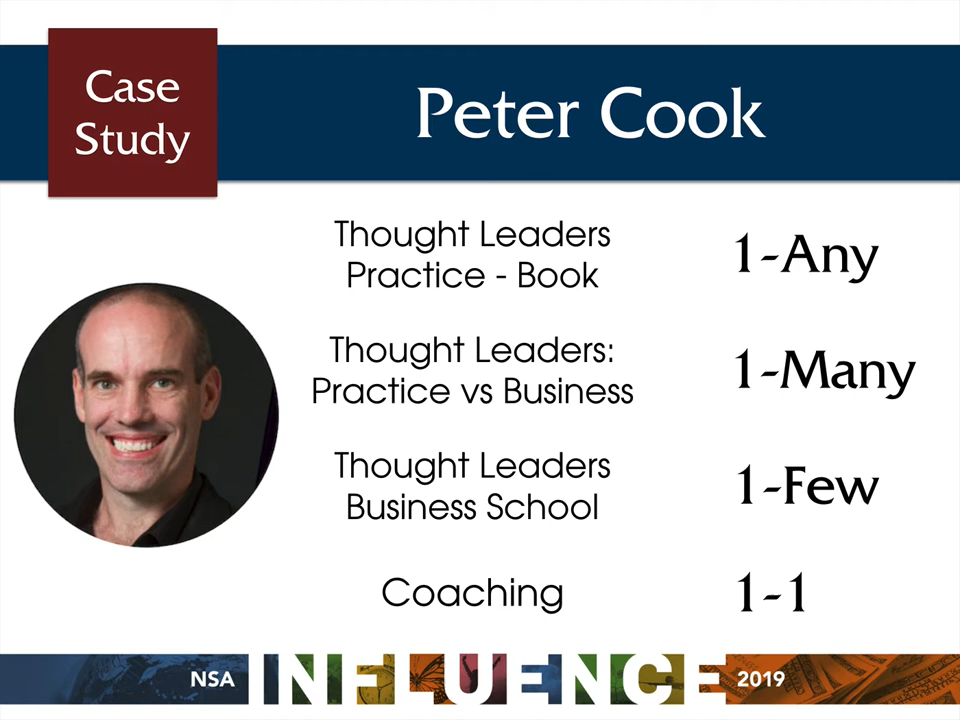 Case
Study
Peter Cook
Thought Leaders
Practice - Book
1-Any
Thought Leaders:
Practice vs Business
1-Many
Thought Leaders
Business School
1-Few
Coaching
1-1
NSA INFLUENCE 2019